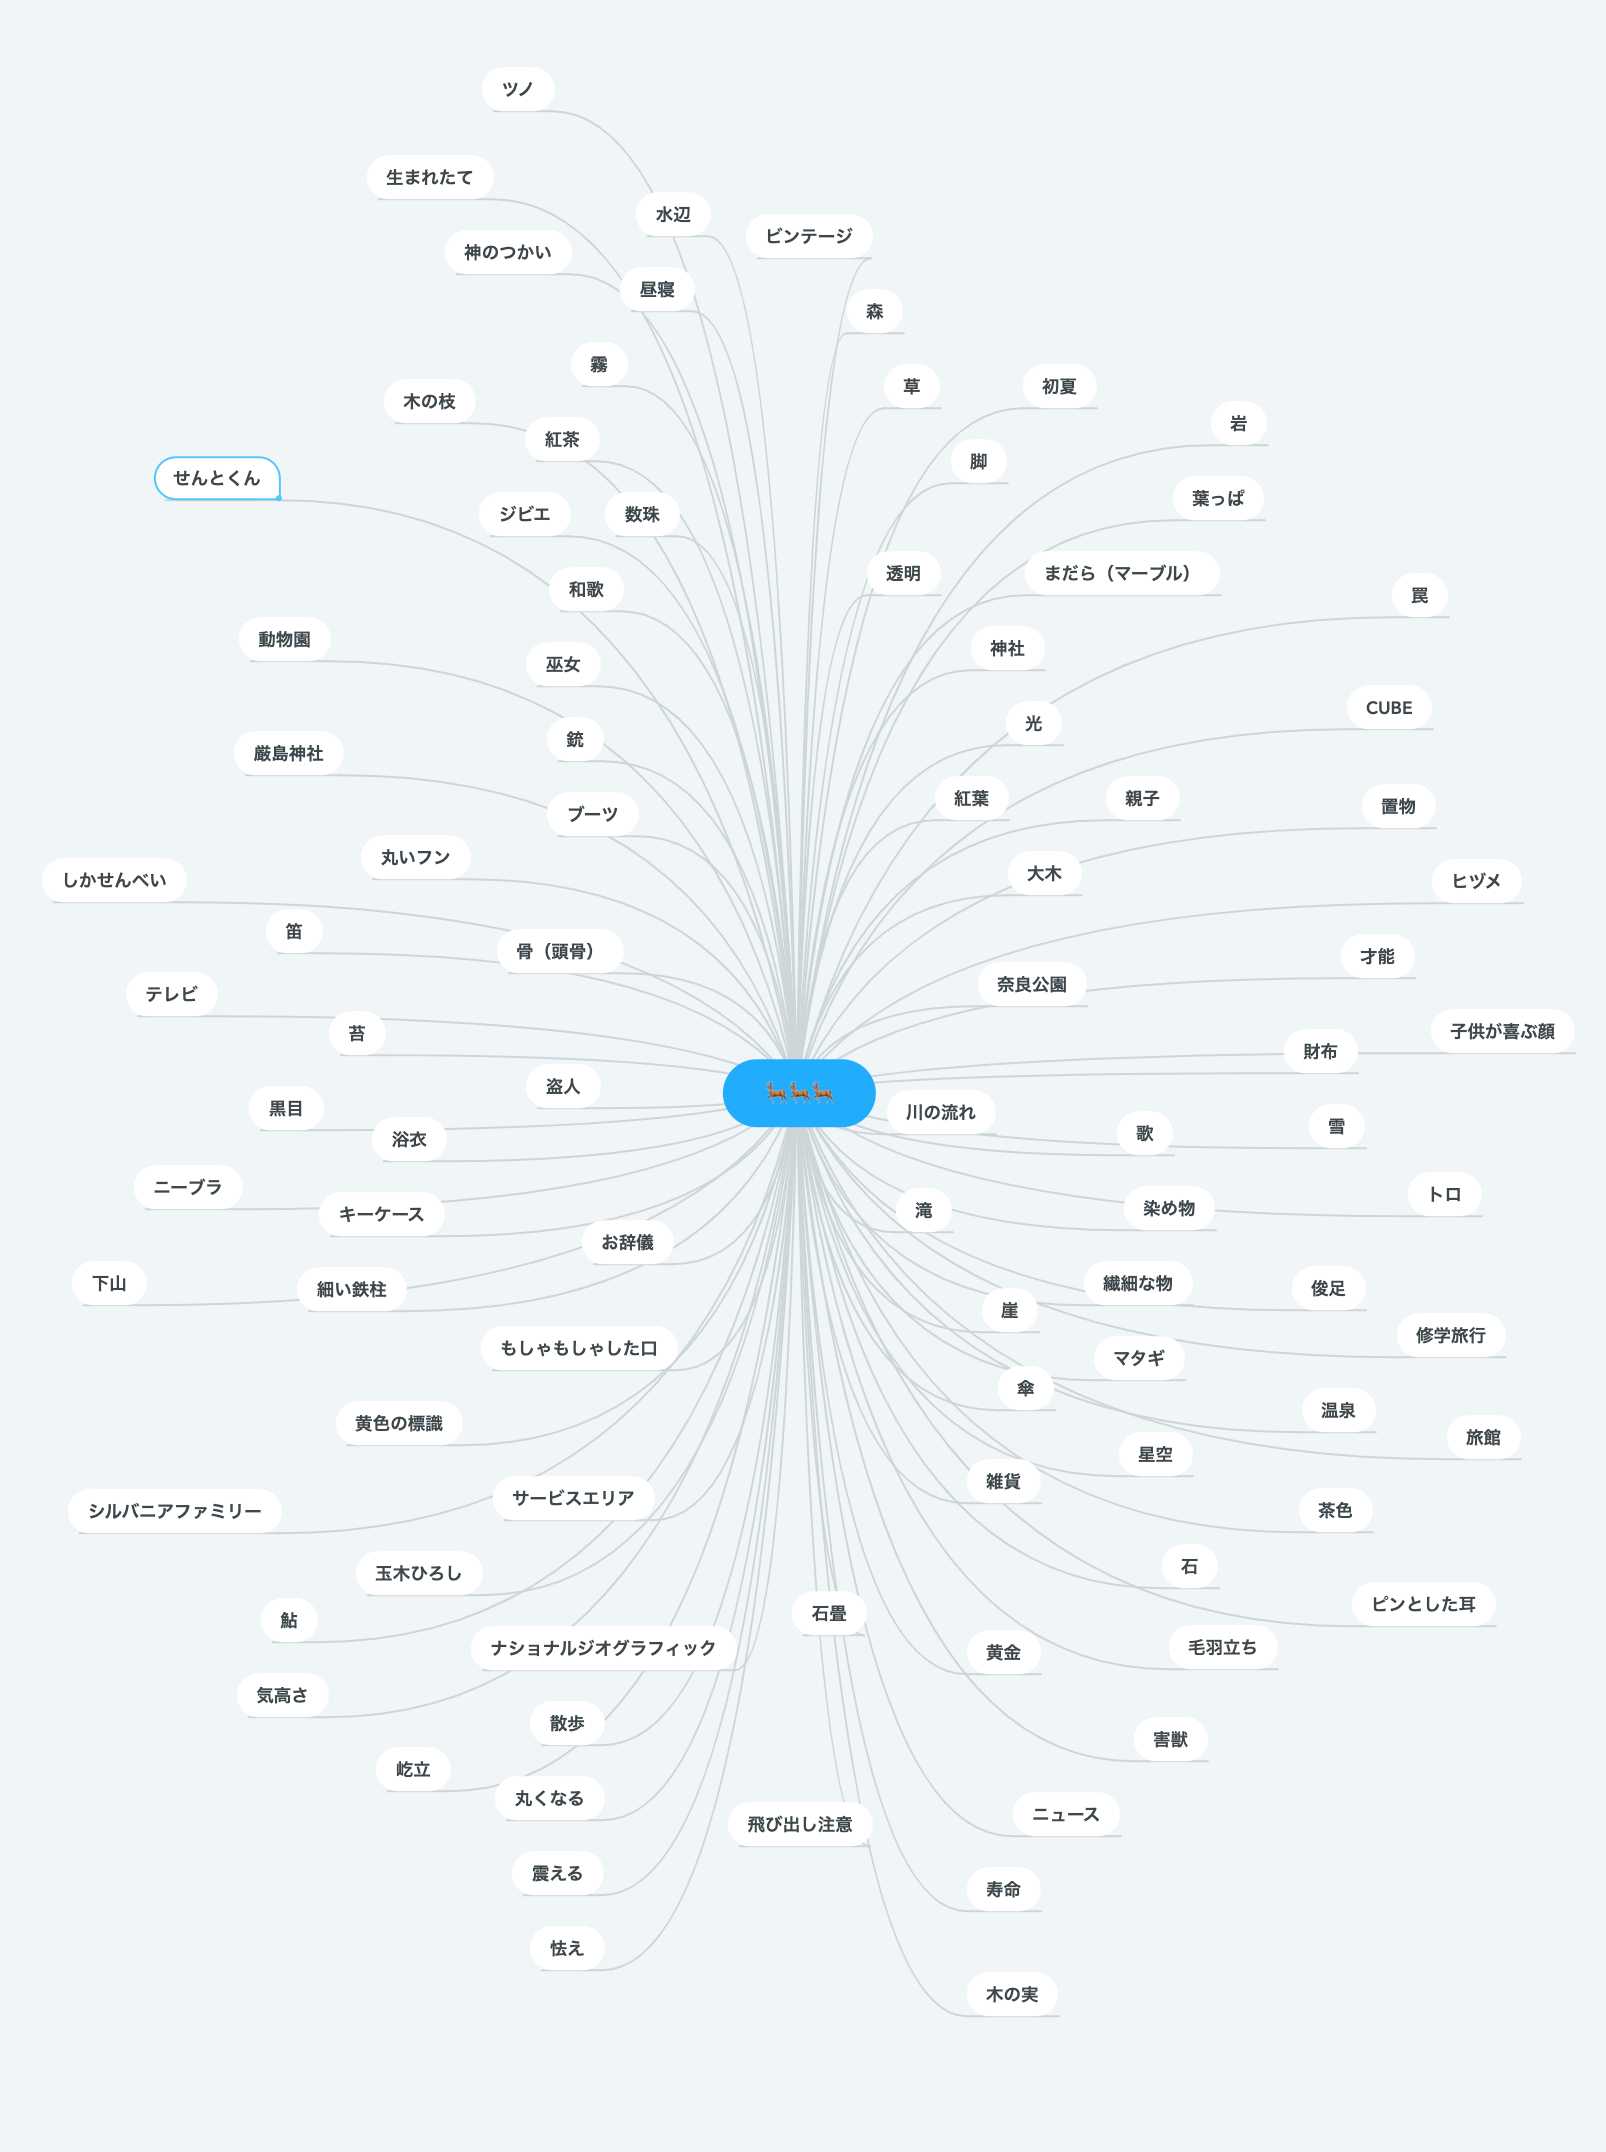 ツノ
生まれたて
水辺
ビンテージ
神のつかい
昼寝
森
霧
草
初夏
木の枝
岩
紅茶
脚
せんとくん
葉っぱ
ジビエ
数珠
透明
まだら（マーブル）
和歌
罠
動物園
神社
巫女
CUBE
光
銃
厳島神社
紅葉
親子
置物
ブーツ
丸いフン
大木
しかせんべい
ヒヅメ
笛
骨（頭骨）
才能
奈良公園
テレビ
子供が喜ぶ顔
苔
財布
盗人
🦌🦌🦌
黒目
川の流れ
雪
歌
浴衣
ニーブラ
トロ
染め物
滝
キーケース
お辞儀
下山
繊細な物
俊足
細い鉄柱
崖
修学旅行
もしゃもしゃした口
マタギ
傘
温泉
黄色の標識
旅館
星空
雑貨
サービスエリア
シルバニアファミリー
茶色
石
玉木ひろし
ピンとした耳
石畳
鮎
毛羽立ち
ナショナルジオグラフィック
黄金
気高さ
散歩
害獣
屹立
丸くなる
ニュース
飛び出し注意
震える
寿命
怯え
木の実